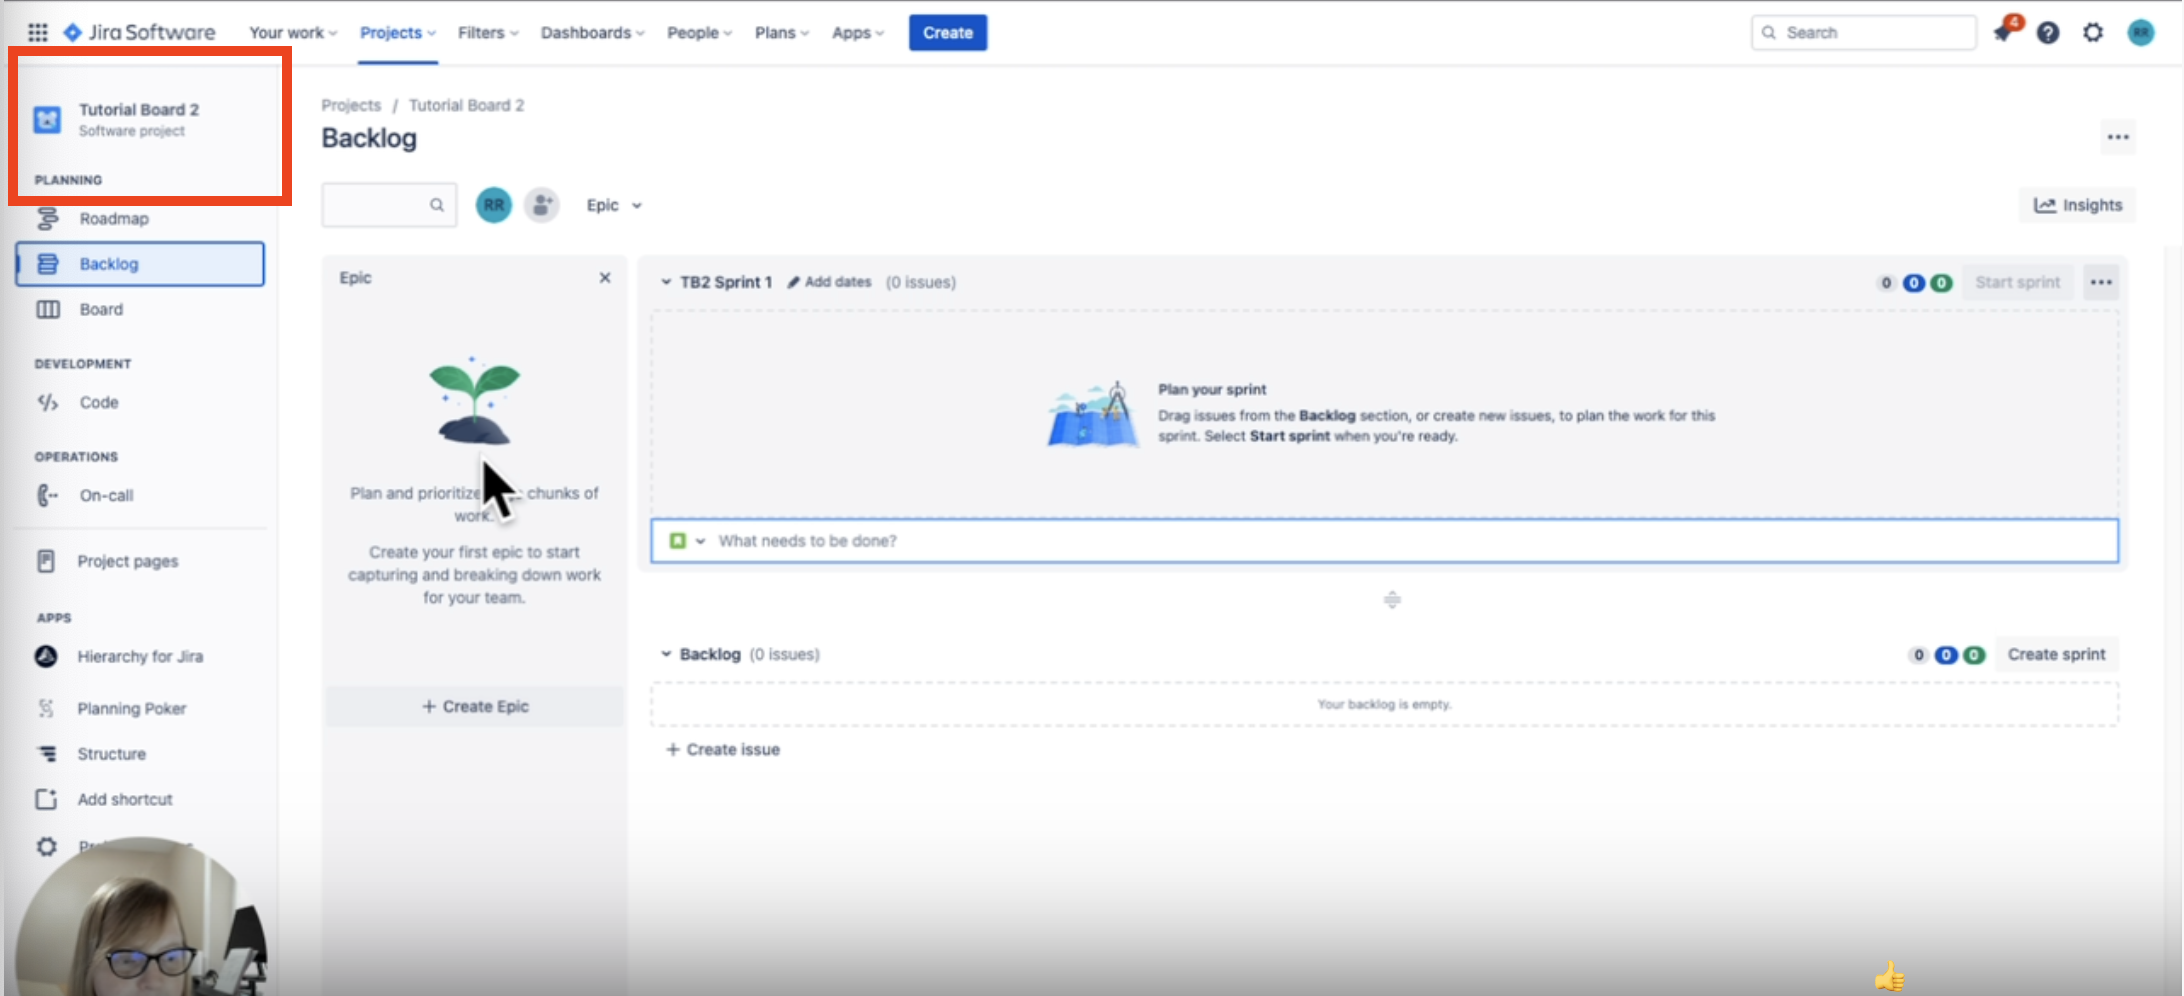 Jira Software
Your work
Projects
Filters
Dashboards
People
Plans
Apps
Create
Search
4
RR
Tutorial Board 2
Software project
PLANNING
Roadmap
Backlog
Board
DEVELOPMENT
Code
OPERATIONS
On-call
Project pages
APPS
Hierarchy for Jira
Planning Poker
Structure
Add shortcut
Projects / Tutorial Board 2
Backlog
RR
Epic
Insights
Epic
Plan and prioritize chunks of
work.
Create your first epic to start
capturing and breaking down work
for your team.
+ Create Epic
TB2 Sprint 1 Add dates (0 issues)
0 0 0 Start sprint
Plan your sprint
Drag issues from the Backlog section, or create new issues, to plan the work for this
sprint. Select Start sprint when you're ready.
What needs to be done?
Backlog (0 issues)
0 0 0 Create sprint
Your backlog is empty.
+ Create issue